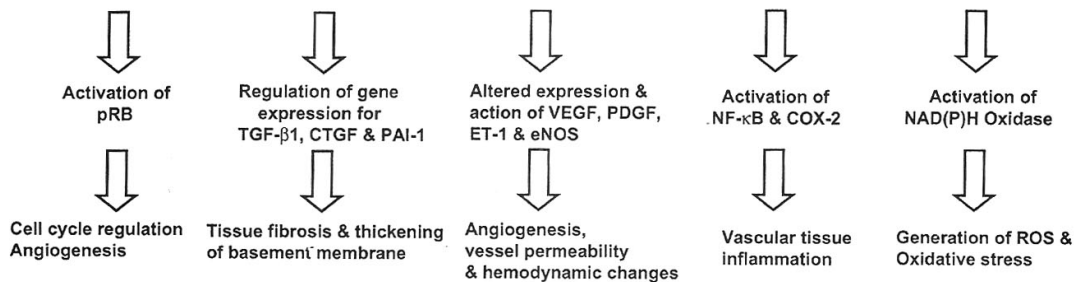 Activation of
pRB
Regulation of gene
expression for
TGF-β1, CTGF & PAI-1
Altered expression &
action of VEGF, PDGF,
ET-1 & eNOS
Activation of
NF-κB & COX-2
Activation of
NAD(P)H Oxidase
Cell cycle regulation
Angiogenesis
Tissue fibrosis & thickening
of basement membrane
Angiogenesis,
vessel permeability
& hemodynamic changes
Vascular tissue
inflammation
Generation of ROS &
Oxidative stress